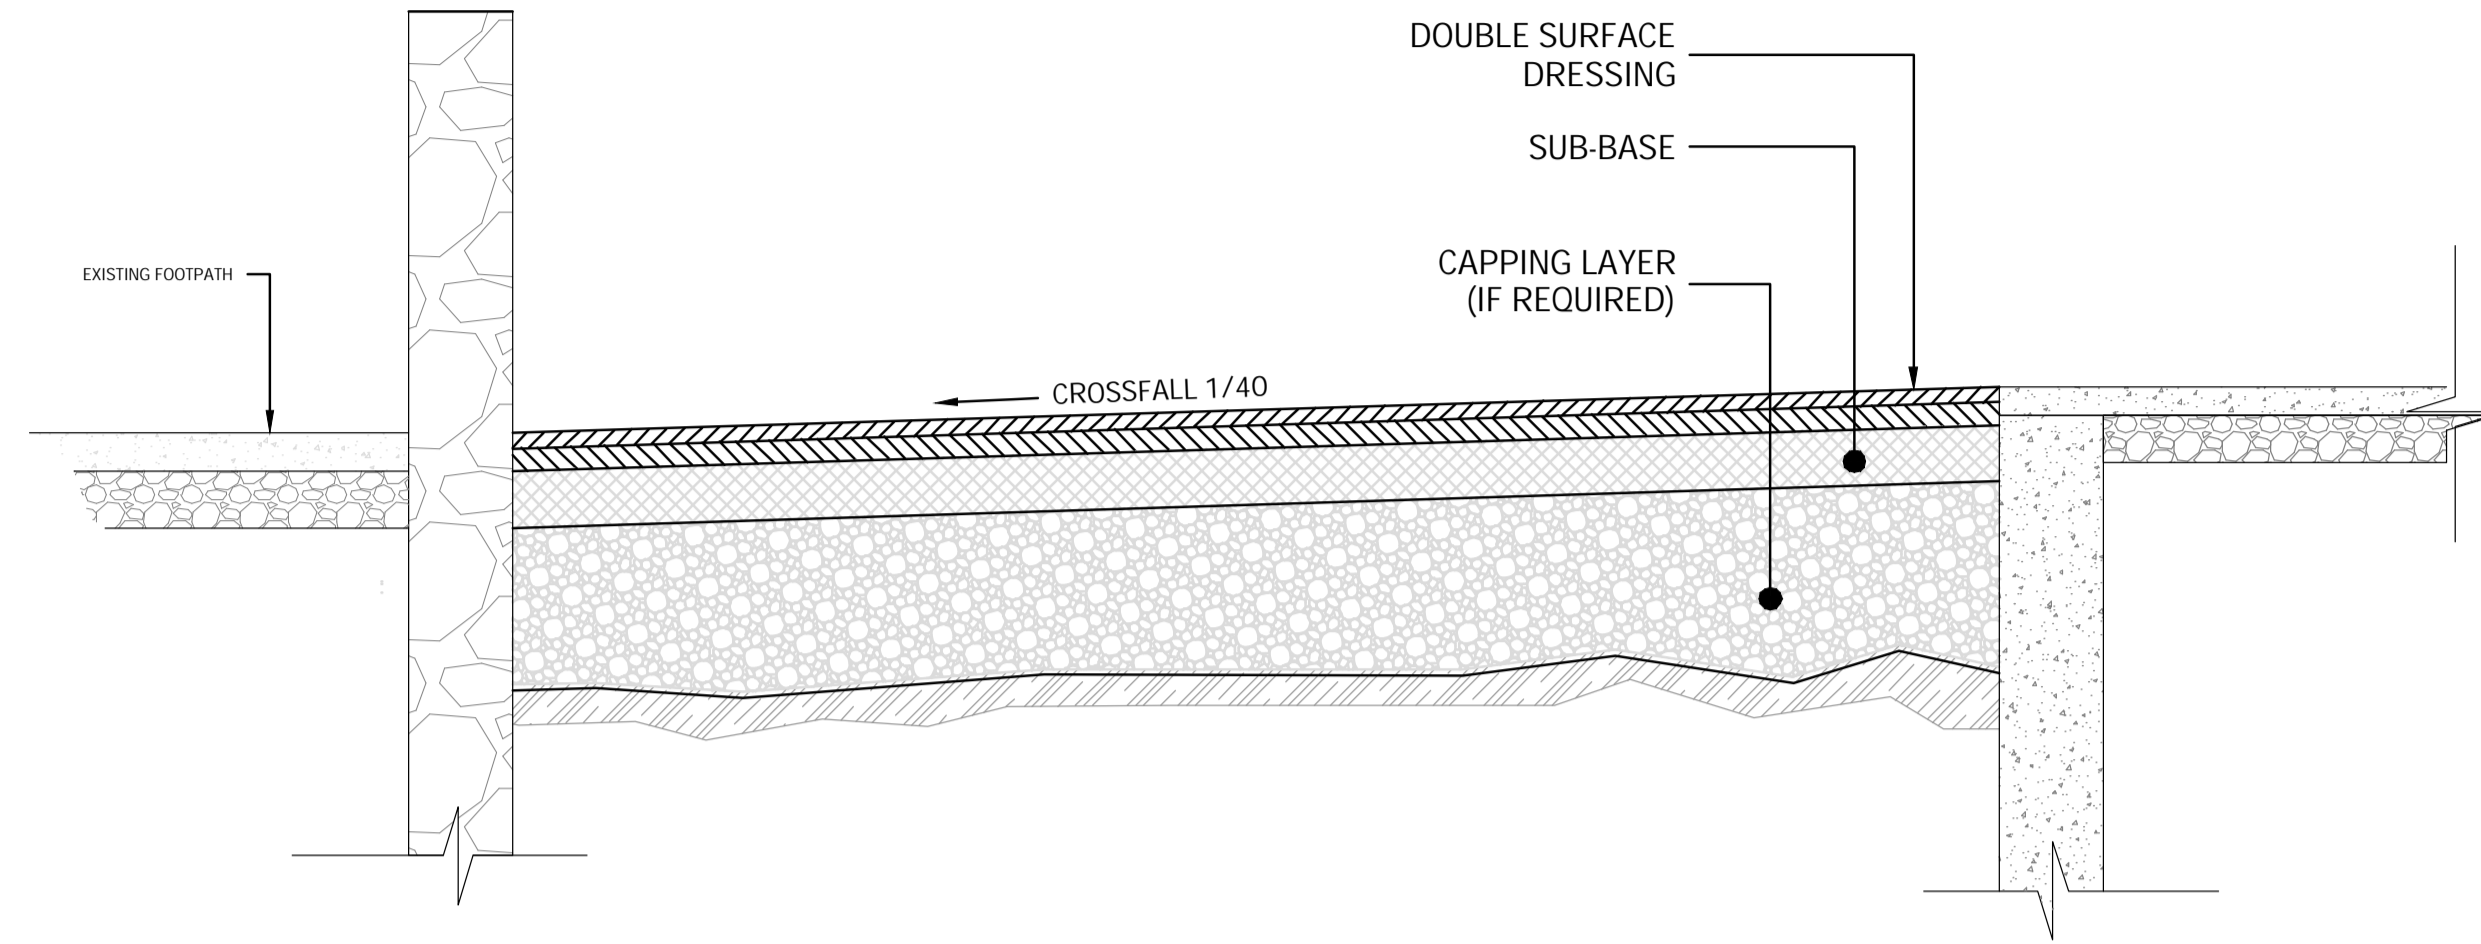 DOUBLE SURFACE
DRESSING
SUB-BASE
CAPPING LAYER
(IF REQUIRED)
EXISTING FOOTPATH
CROSSFALL 1/40